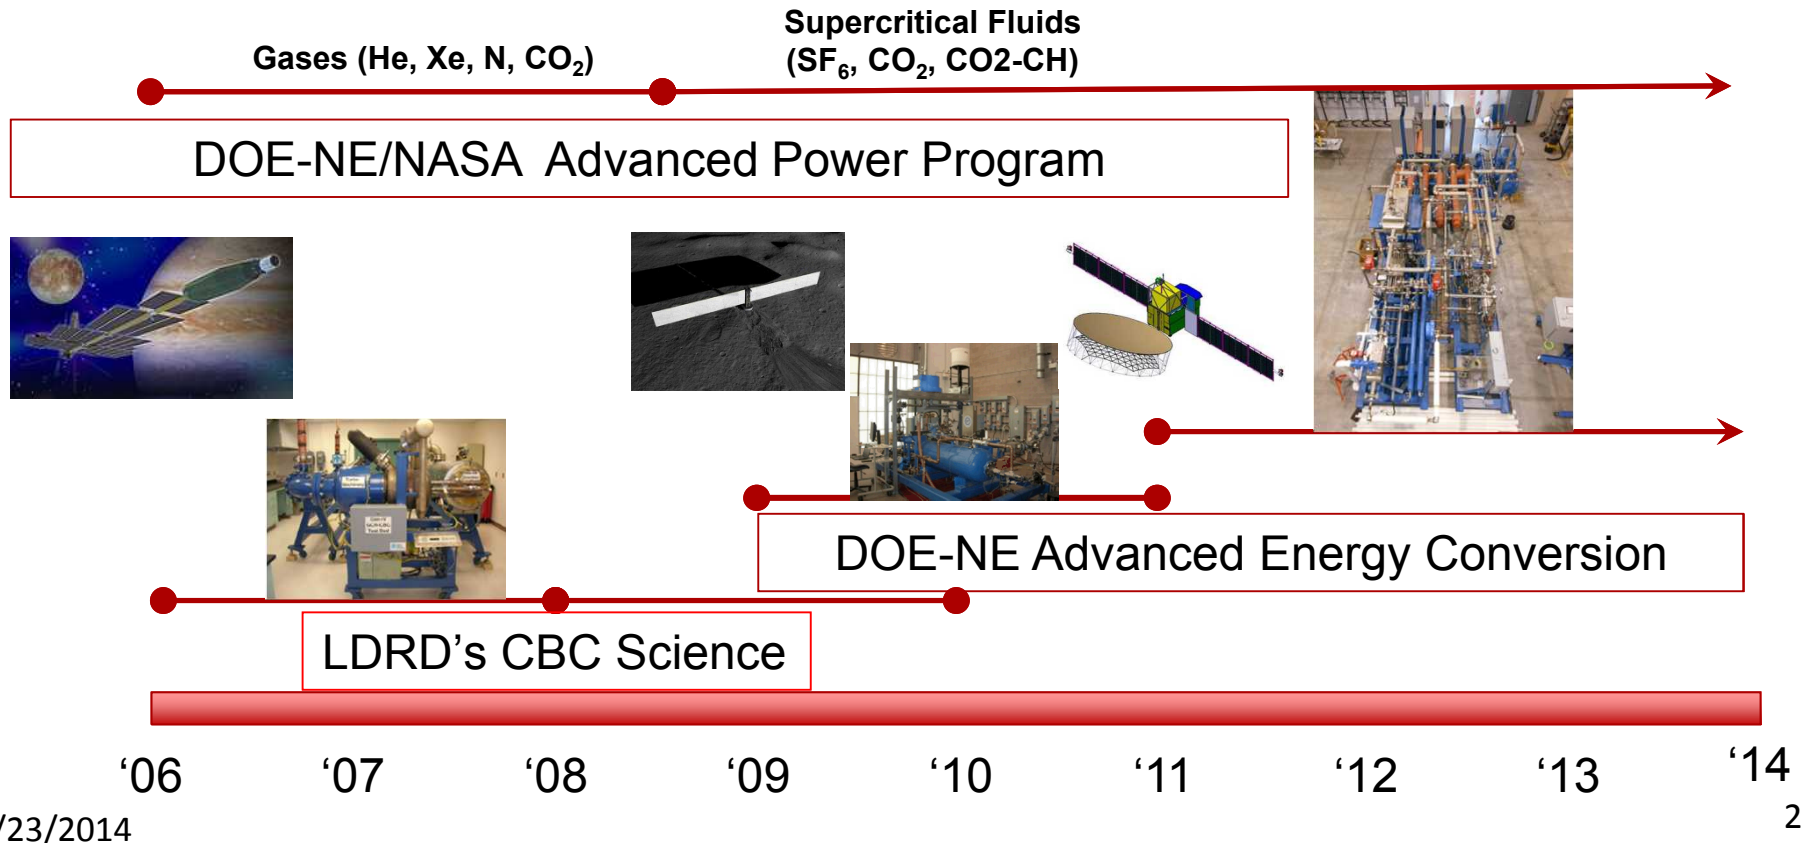 Supercritical Fluids
Gases (He, Xe, N, CO₂)
(SF₆, CO₂, CO2-CH)
DOE-NE/NASA Advanced Power Program
DOE-NE Advanced Energy Conversion
LDRD’s CBC Science
‘06 ‘07 ‘08 ‘09 ‘10 ‘11 ‘12 ‘13 ‘14
/23/2014
2